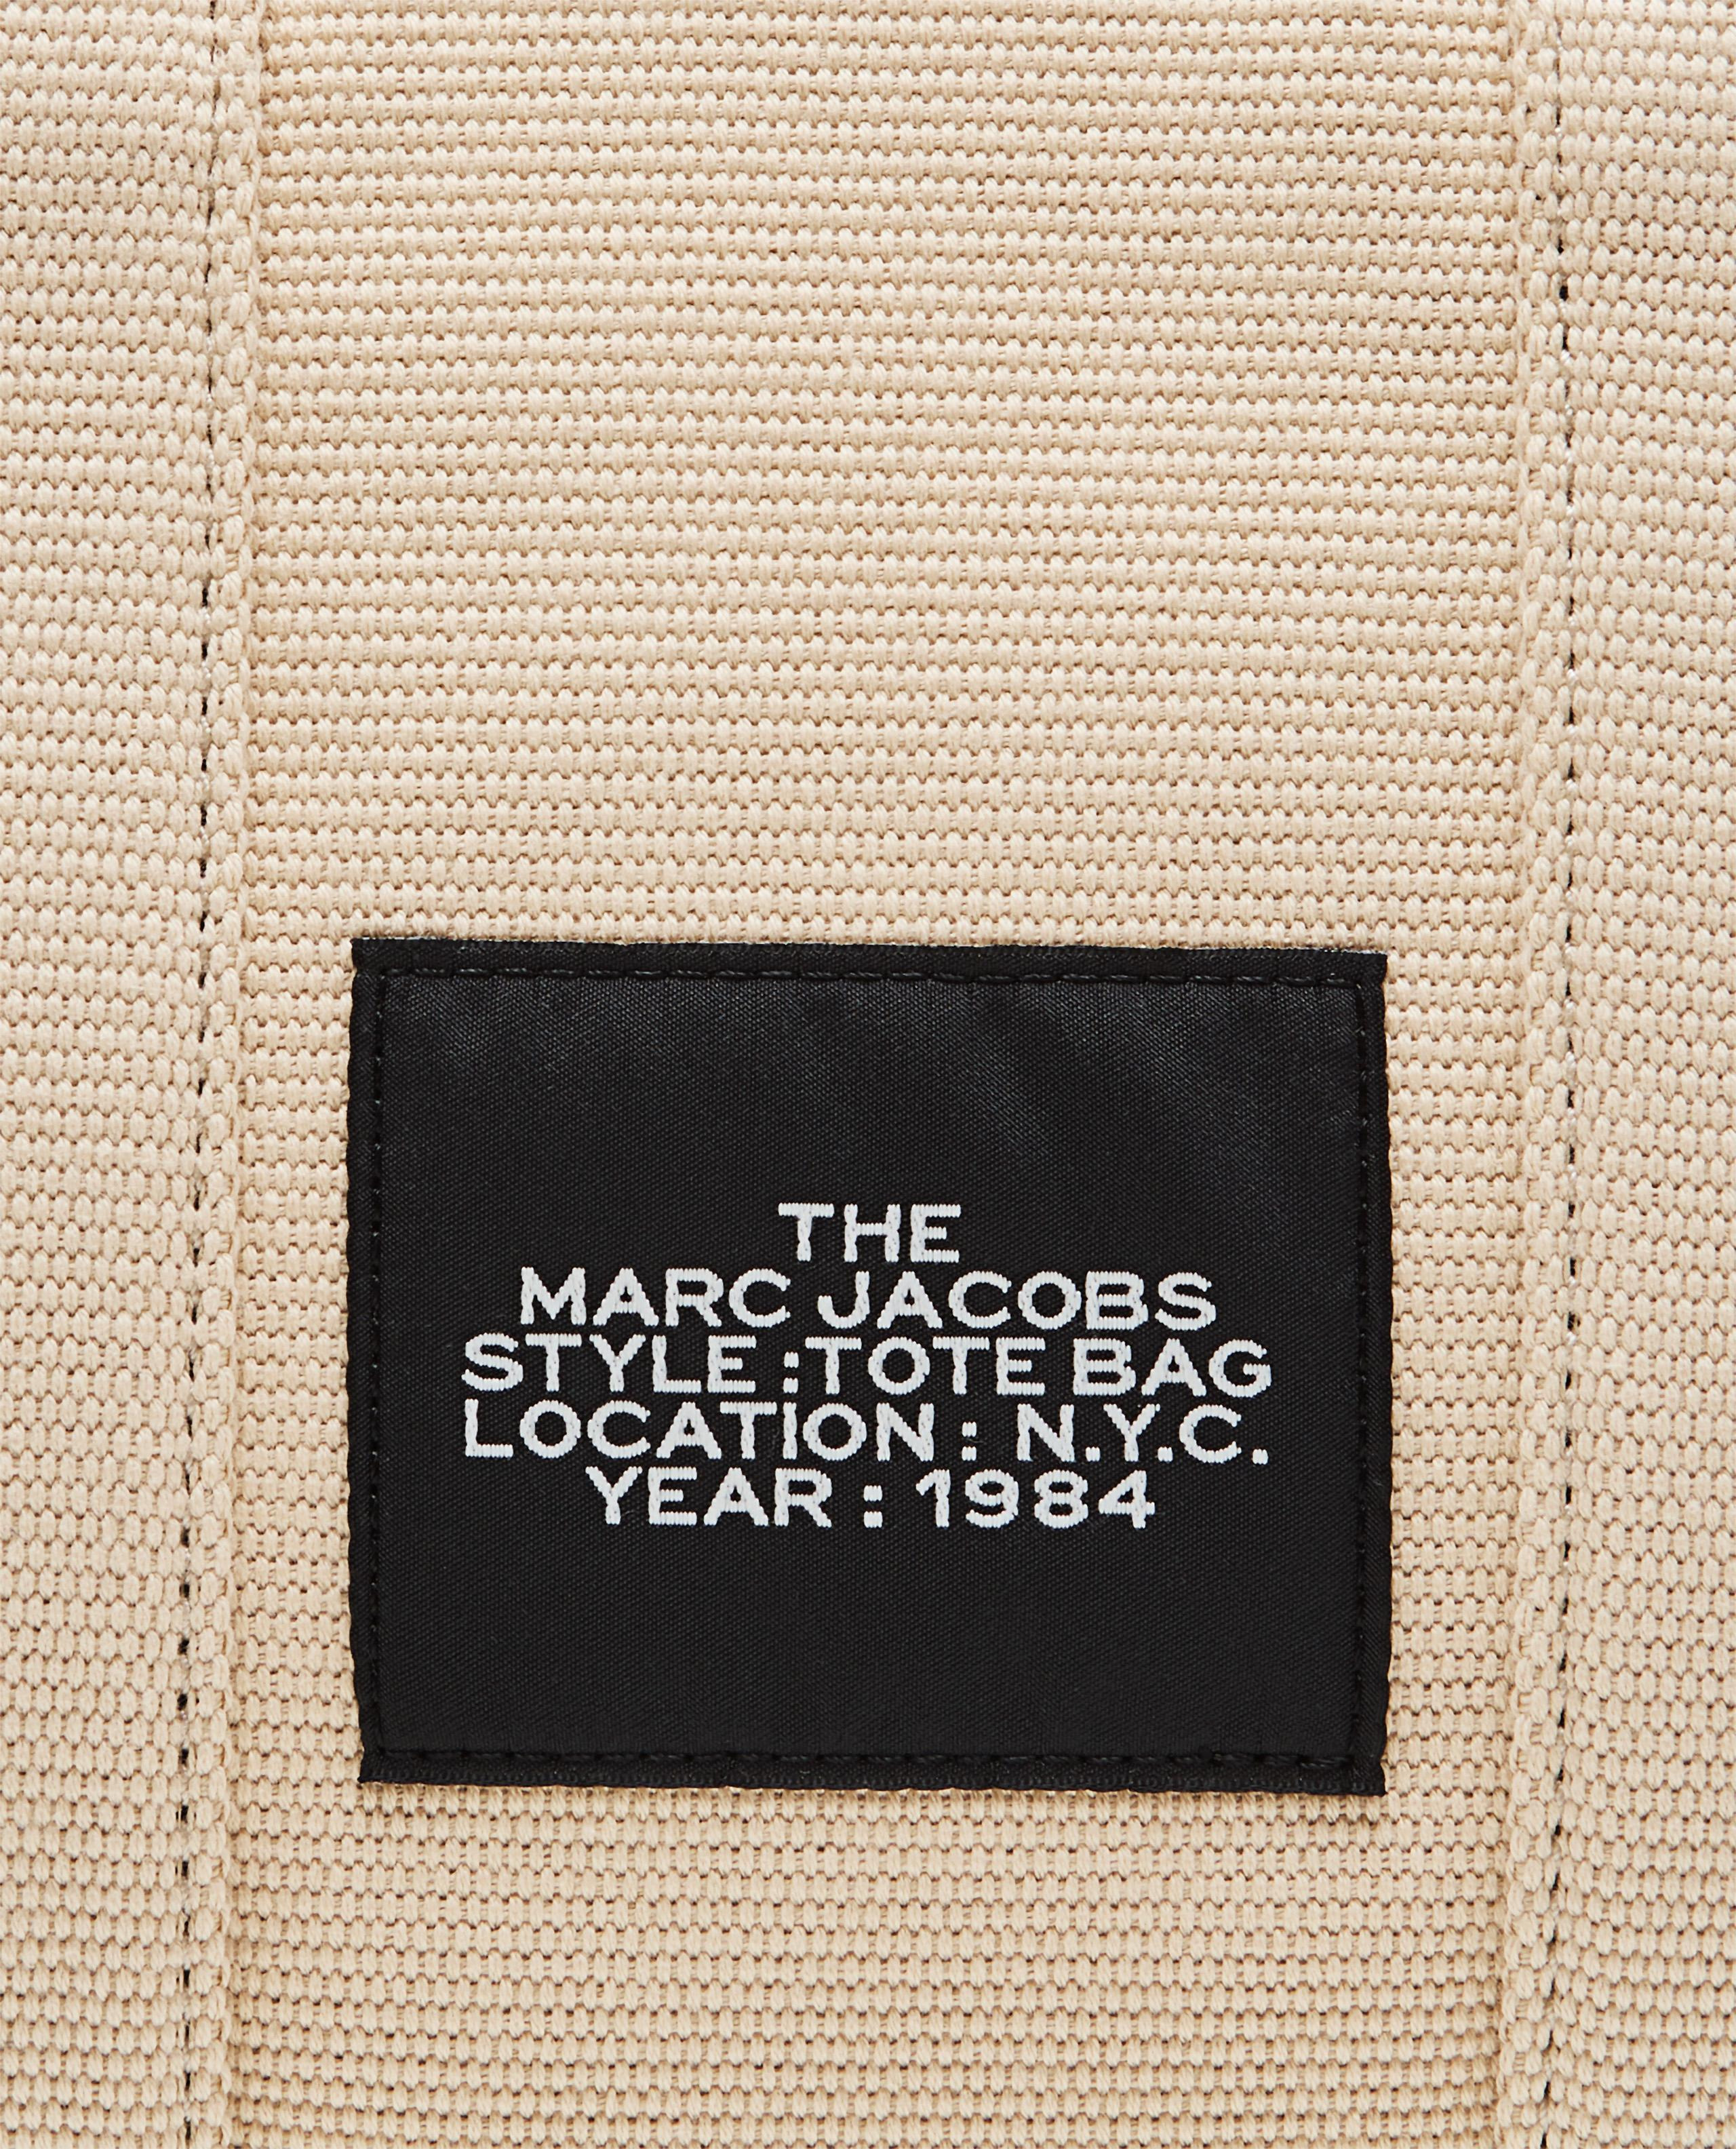 THE
MARC JACOBS
STYLE :TOTE BAG
LOCATION : N.Y.C.
YEAR : 1984